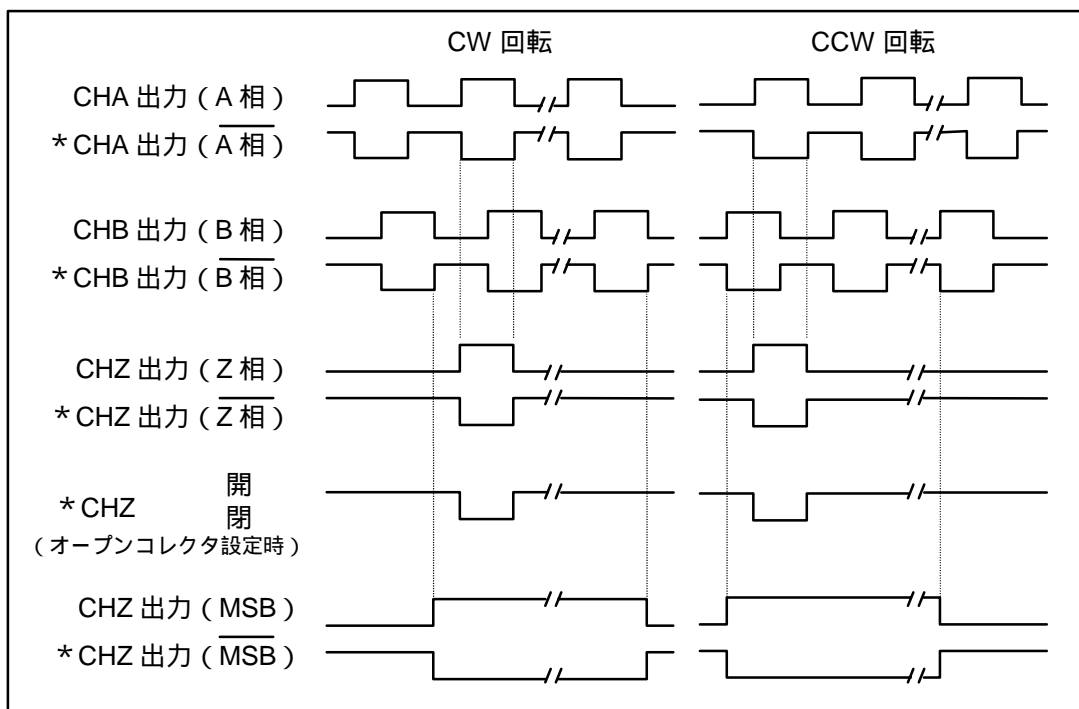 CW 回転 CCW 回転
CHA 出力 ( A 相 )
*CHA 出力 ( A̅ ̅相̅ )
CHB 出力 ( B 相 )
*CHB 出力 ( B̅ ̅相̅ )
CHZ 出力 ( Z 相 )
*CHZ 出力 ( Z̅ ̅相̅ )
*CHZ 開
閉
( オープンコレクタ設定時 )
CHZ 出力 ( MSB )
*CHZ 出力 ( M̅S̅B̅ )